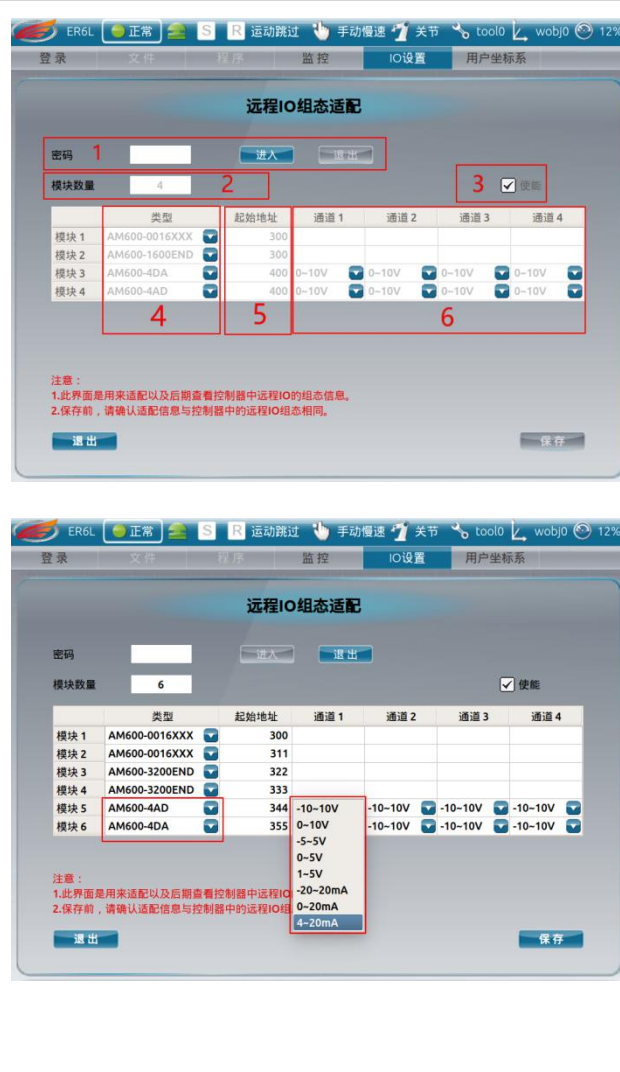 ER6L 正常 S R 运动跳过 手动慢速 关节 tool0 wobj0 12%
登录 文件 程序 监控 IO设置 用户坐标系
远程IO组态适配
密码 1 进入 退出
模块数量 4 2 3 使能
类型 起始地址 通道 1 通道 2 通道 3 通道 4
模块 1 AM600-0016XXX 300
模块 2 AM600-1600END 300
模块 3 AM600-4DA 400 0~10V 0~10V 0~10V 0~10V
模块 4 AM600-4AD 400 0~10V 0~10V 0~10V 0~10V
4 5 6
注意：
1.此界面是用来适配以及后期查看控制器中远程IO的组态信息。
2.保存前，请确认适配信息与控制器中的远程IO组态相同。
退出 保存
ER6L 正常 S R 运动跳过 手动慢速 关节 tool0 wobj0 12%
登录 文件 程序 监控 IO设置 用户坐标系
远程IO组态适配
密码 进入 退出
模块数量 6 使能
类型 起始地址 通道 1 通道 2 通道 3 通道 4
模块 1 AM600-0016XXX 300
模块 2 AM600-0016XXX 311
模块 3 AM600-3200END 322
模块 4 AM600-3200END 333
模块 5 AM600-4AD 344 -10~10V -10~10V -10~10V -10~10V
模块 6 AM600-4DA 355 0~10V -10~10V -10~10V -10~10V
-5~5V
0~5V
1~5V
注意：
1.此界面是用来适配以及后期查看控制器中远程IO -20~20mA
2.保存前，请确认适配信息与控制器中的远程IO组 0~20mA
4~20mA
退出 保存